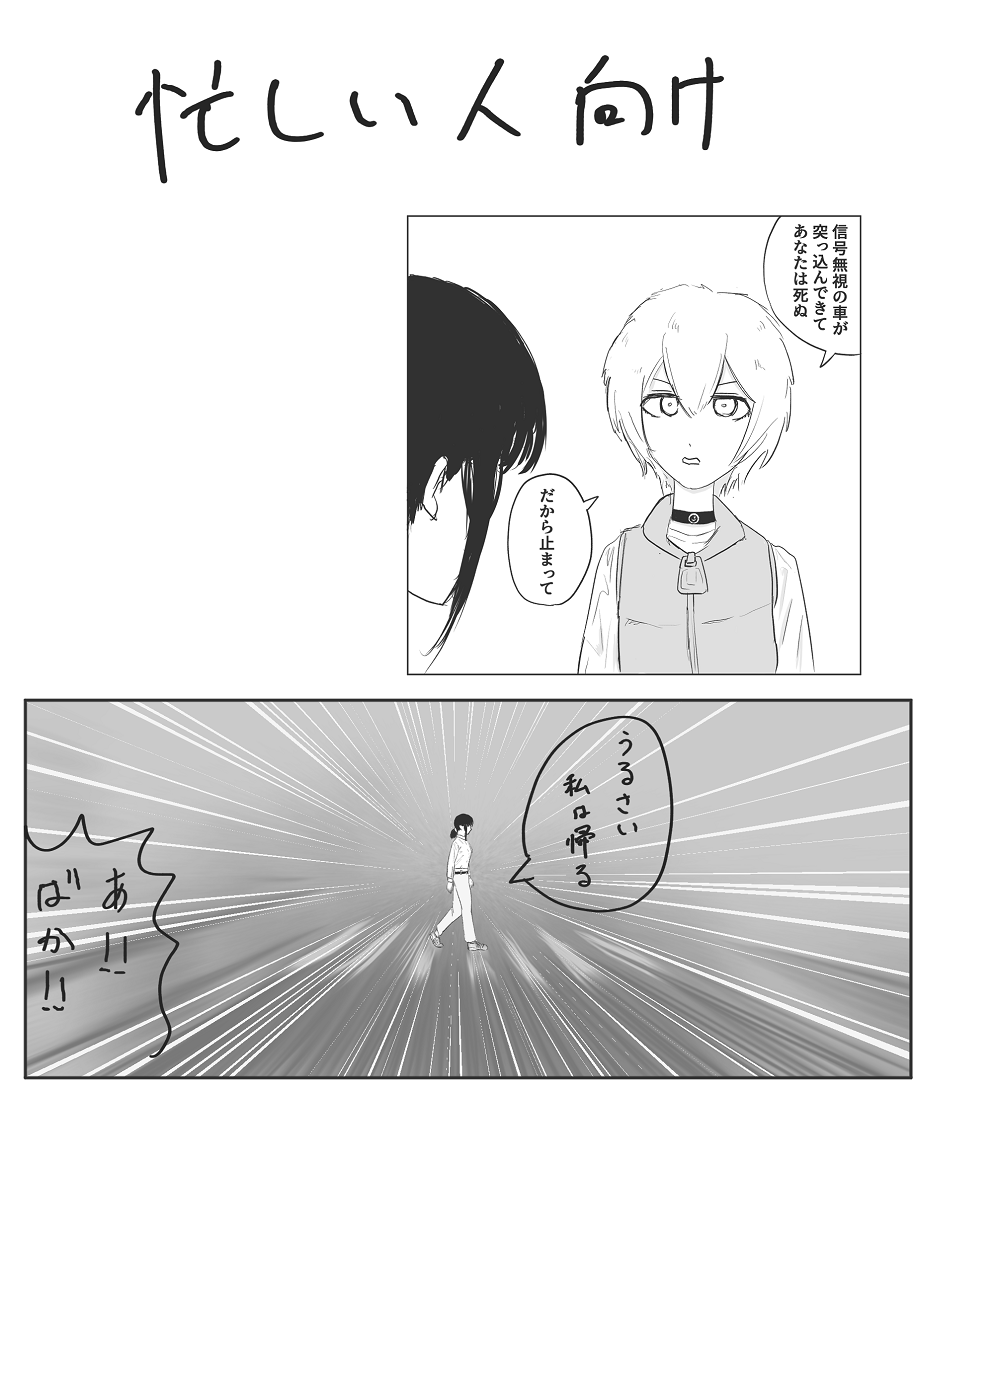 忙しい人向け
信号無視の車が
突っ込んできて
あなたは死ぬ
だから止まって
うるさい
私は帰る
あ!!
ばか!!